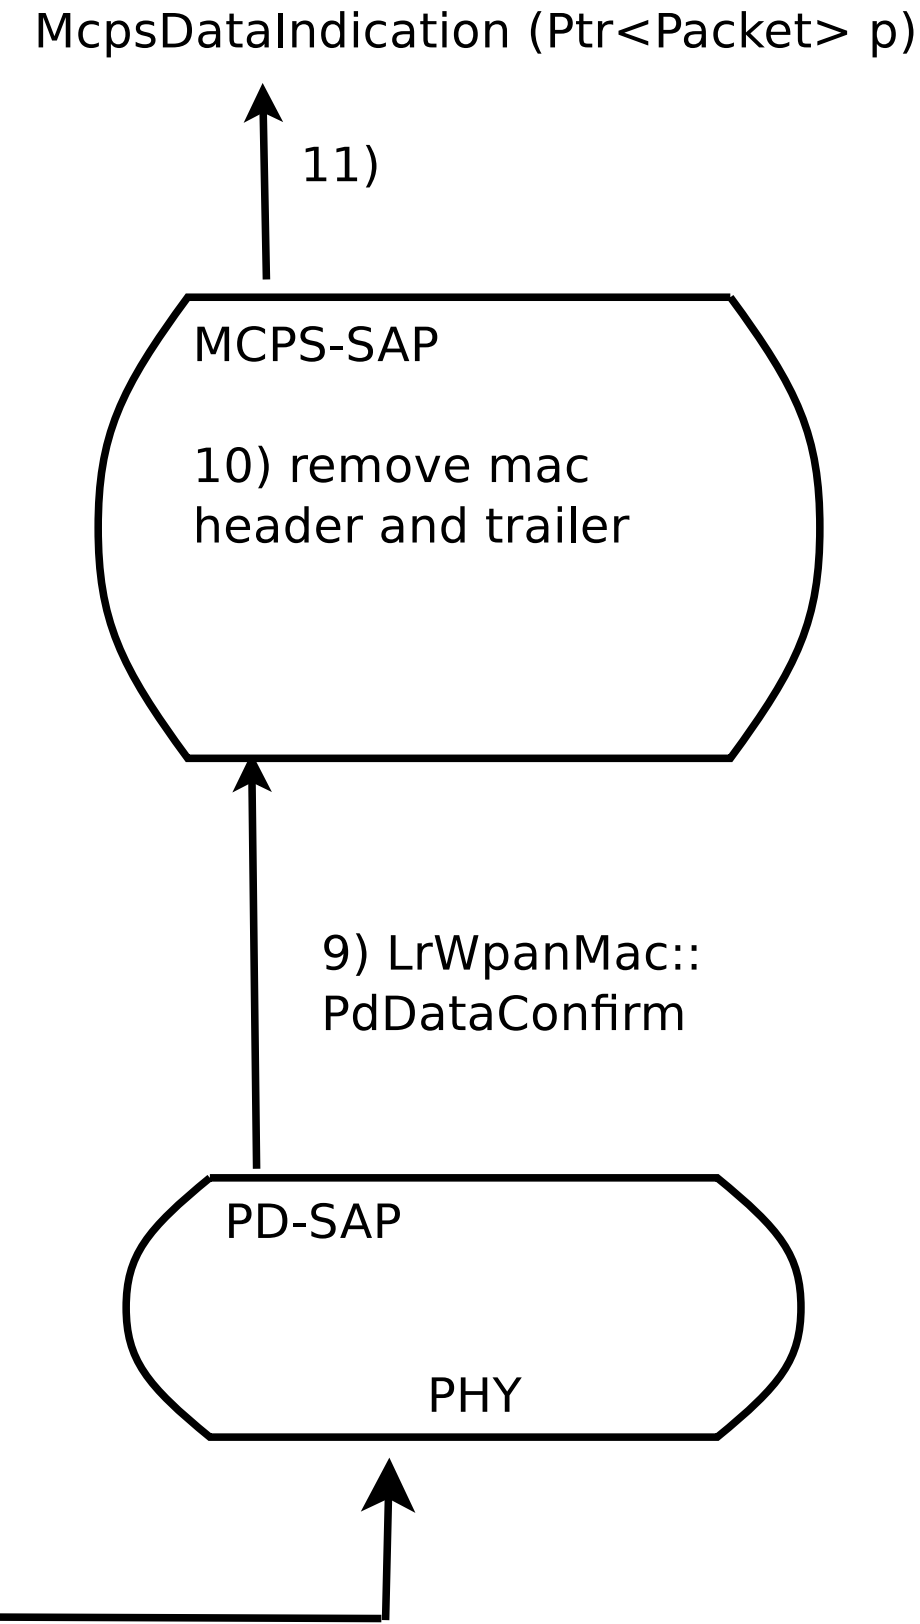 McpsDataIndication (Ptr<Packet> p)
11)
MCPS-SAP
10) remove mac
header and trailer
9) LrWpanMac::
PdDataConfirm
PD-SAP
PHY